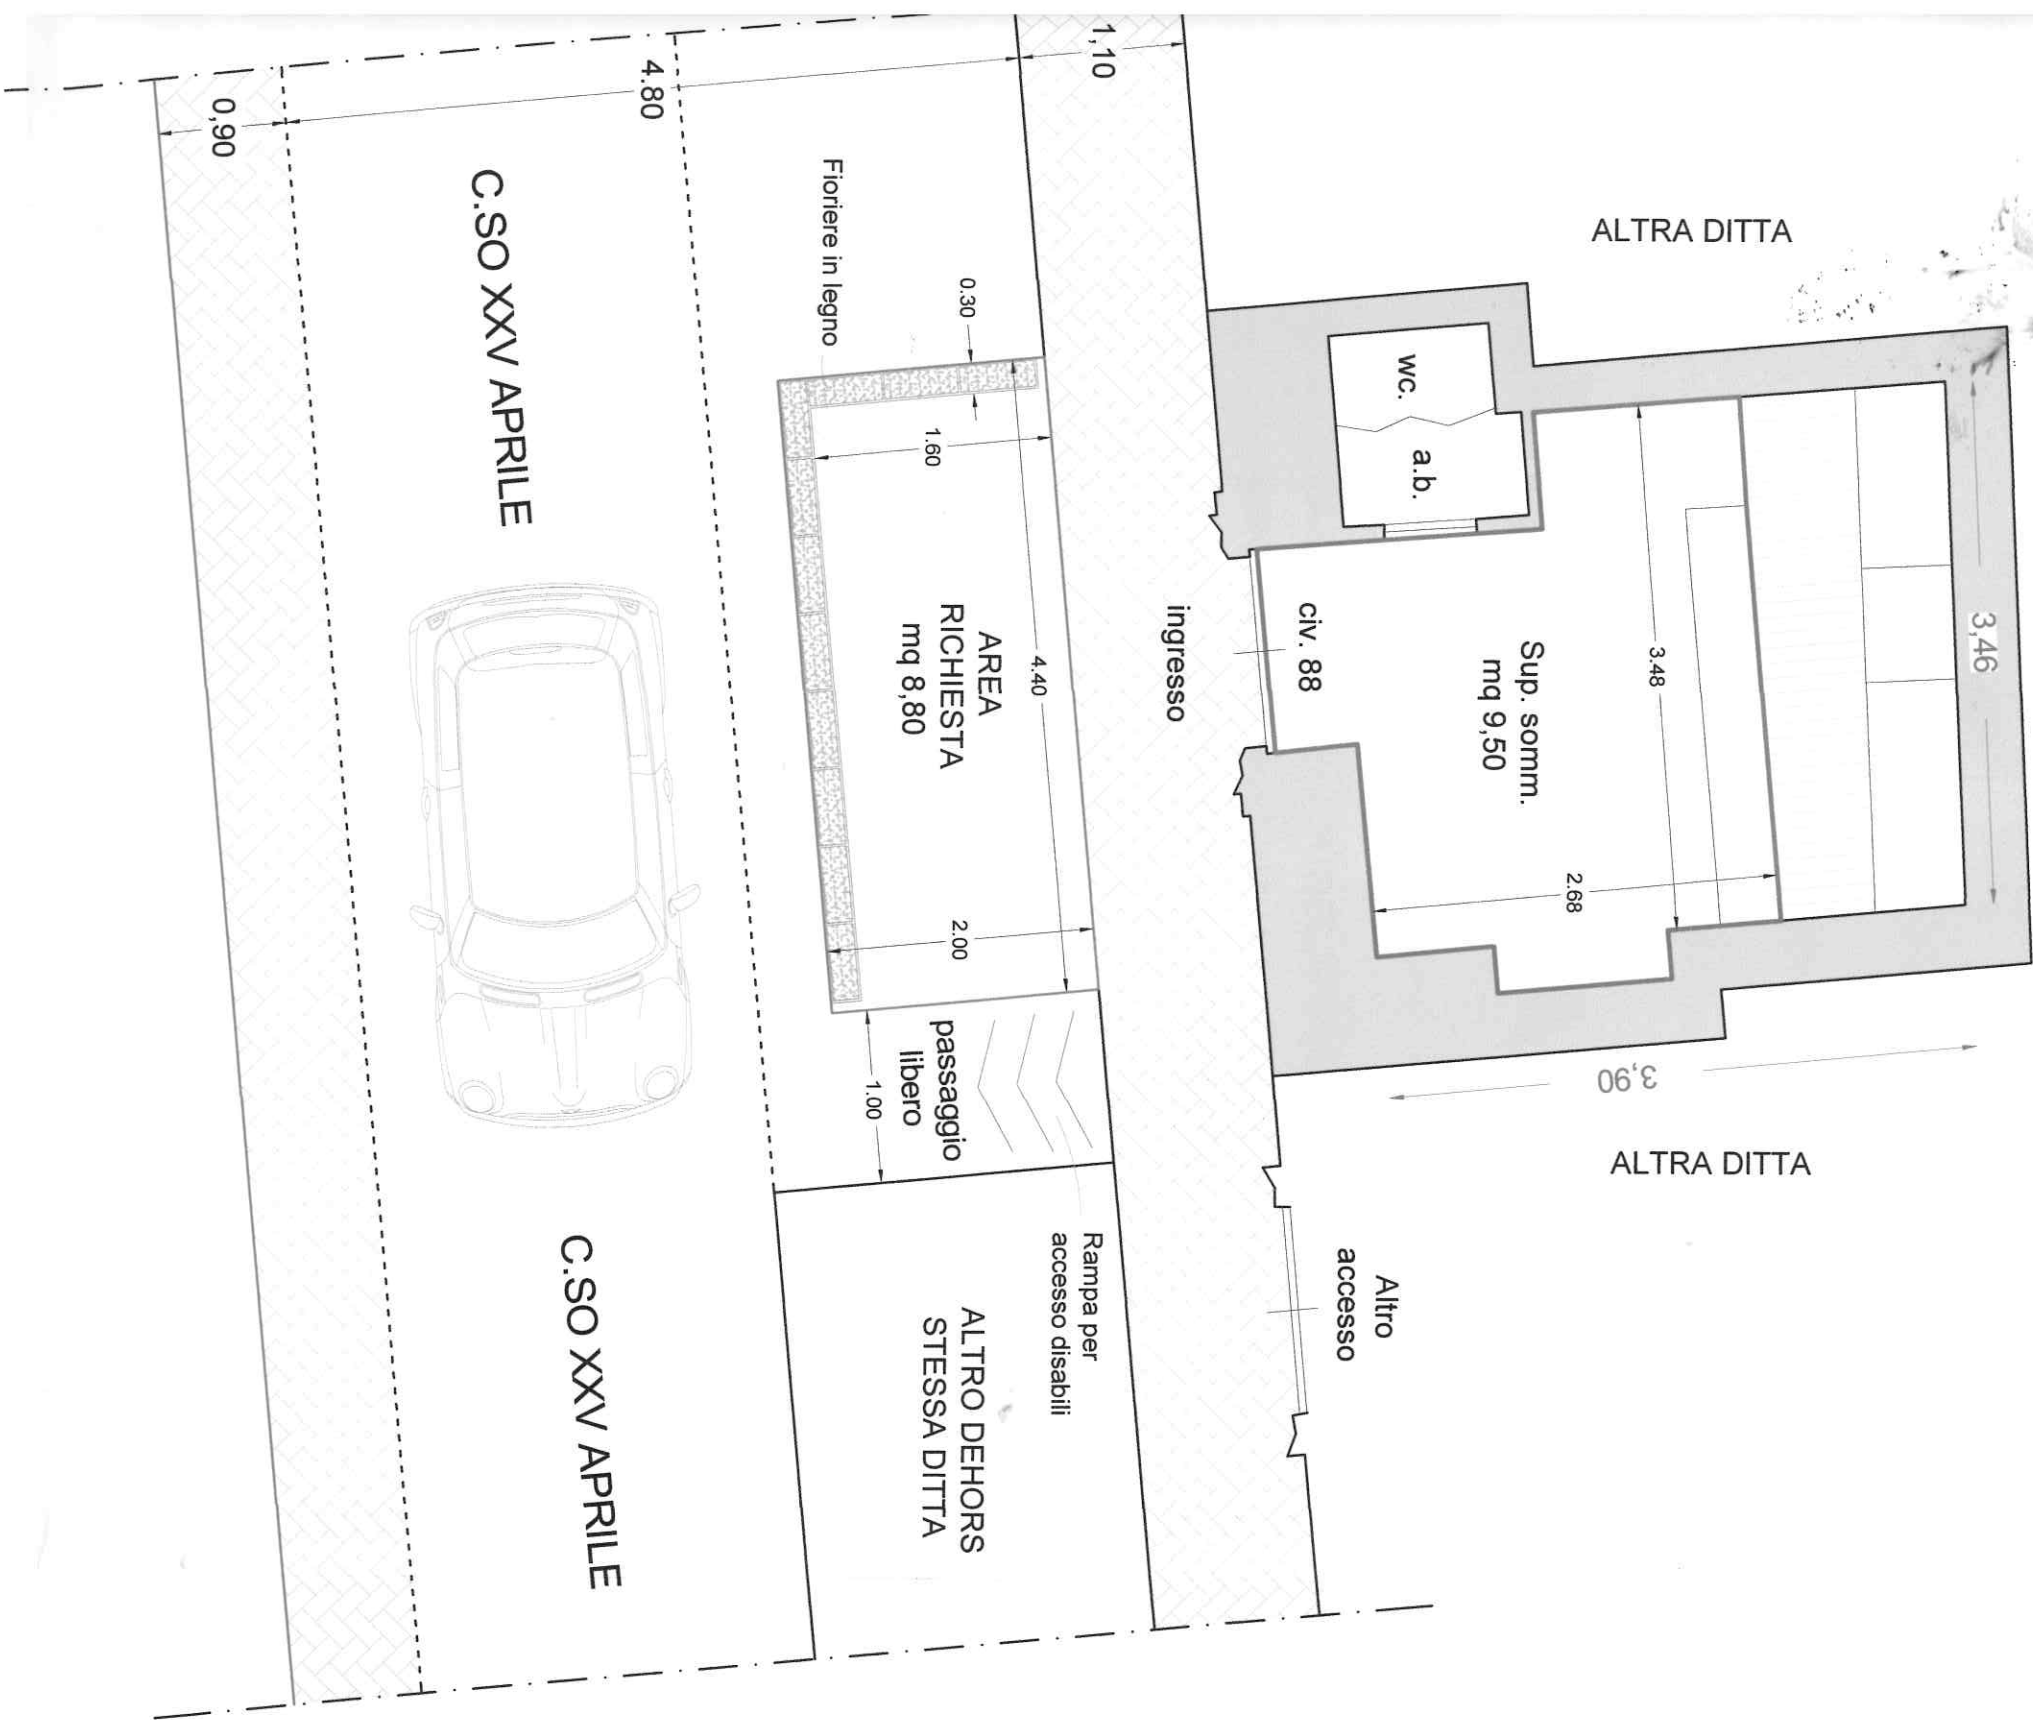 1,10
4.80
0,90
C.SO XXV APRILE
Fioriere in legno
0.30
1.60
4.40
AREA
RICHIESTA
mq 8,80
2.00
passaggio
libero
1.00
Rampa per
accesso disabili
ALTRO DEHORS
STESSA DITTA
C.SO XXV APRILE
ingresso
civ. 88
wc.
a.b.
Sup. somm.
mq 9,50
3.48
2.68
3,46
3,90
ALTRA DITTA
ALTRA DITTA
Altro
accesso